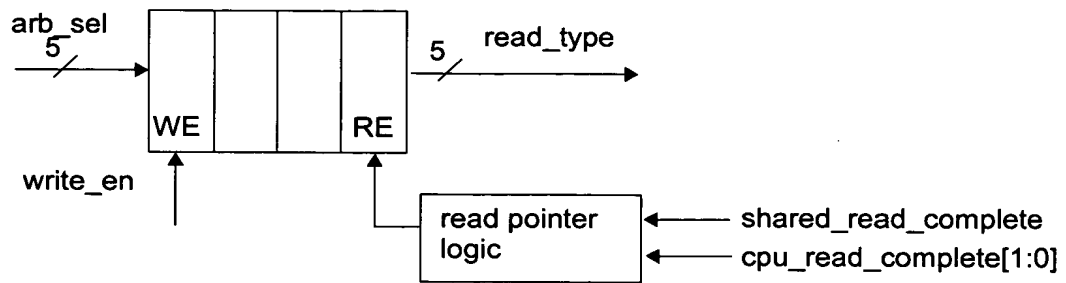 arb_sel
5
5
read_type
WE
RE
write_en
read pointer
logic
shared_read_complete
cpu_read_complete[1:0]